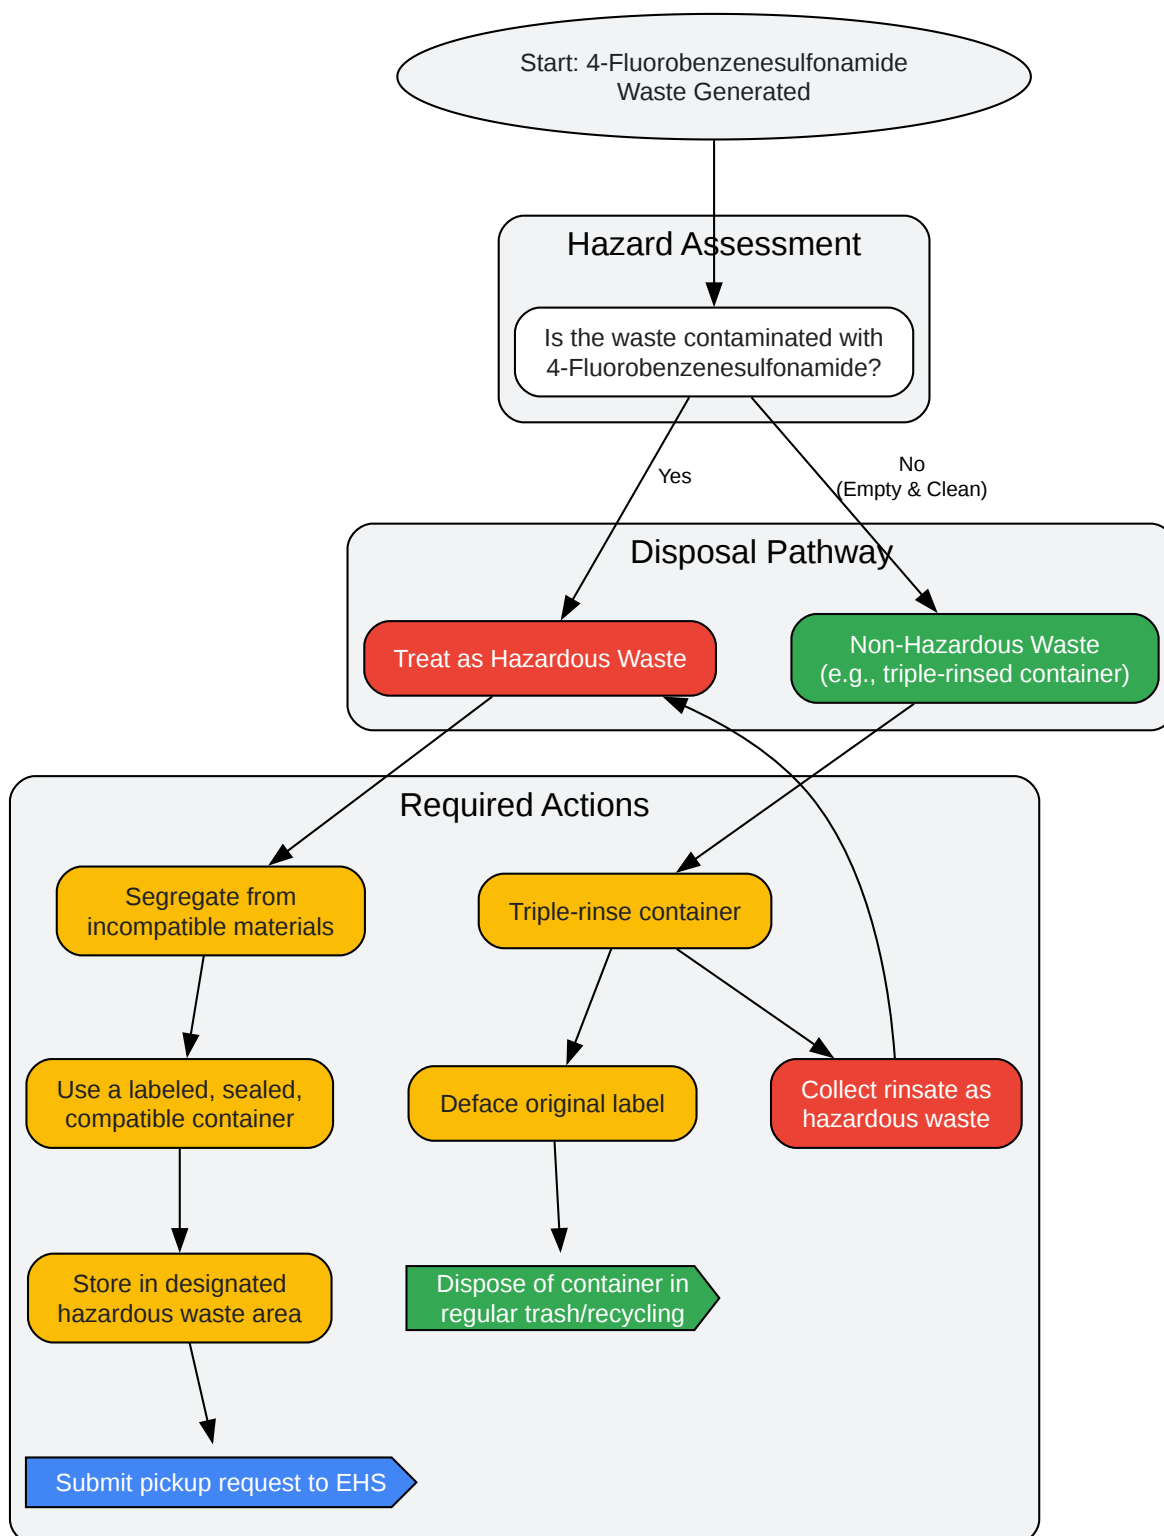 Start: 4-Fluorobenzenesulfonamide
Waste Generated
Hazard Assessment
Is the waste contaminated with
4-Fluorobenzenesulfonamide?
Yes
No
(Empty & Clean)
Disposal Pathway
Treat as Hazardous Waste
Non-Hazardous Waste
(e.g., triple-rinsed container)
Required Actions
Segregate from
incompatible materials
Triple-rinse container
Use a labeled, sealed,
compatible container
Deface original label
Collect rinsate as
hazardous waste
Store in designated
hazardous waste area
Dispose of container in
regular trash/recycling
Submit pickup request to EHS